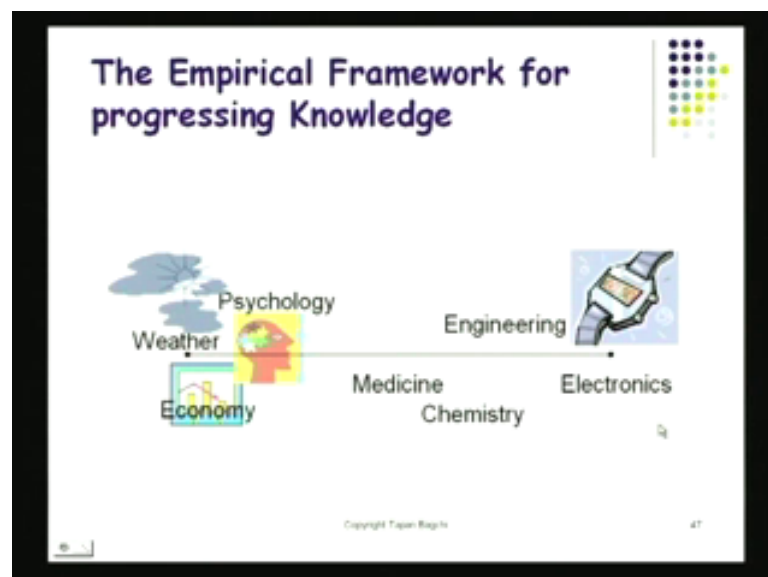 The Empirical Framework for
progressing Knowledge
Psychology
Engineering
Weather
Medicine
Electronics
Economy
Chemistry
Copyright Tapan Bagchi
47